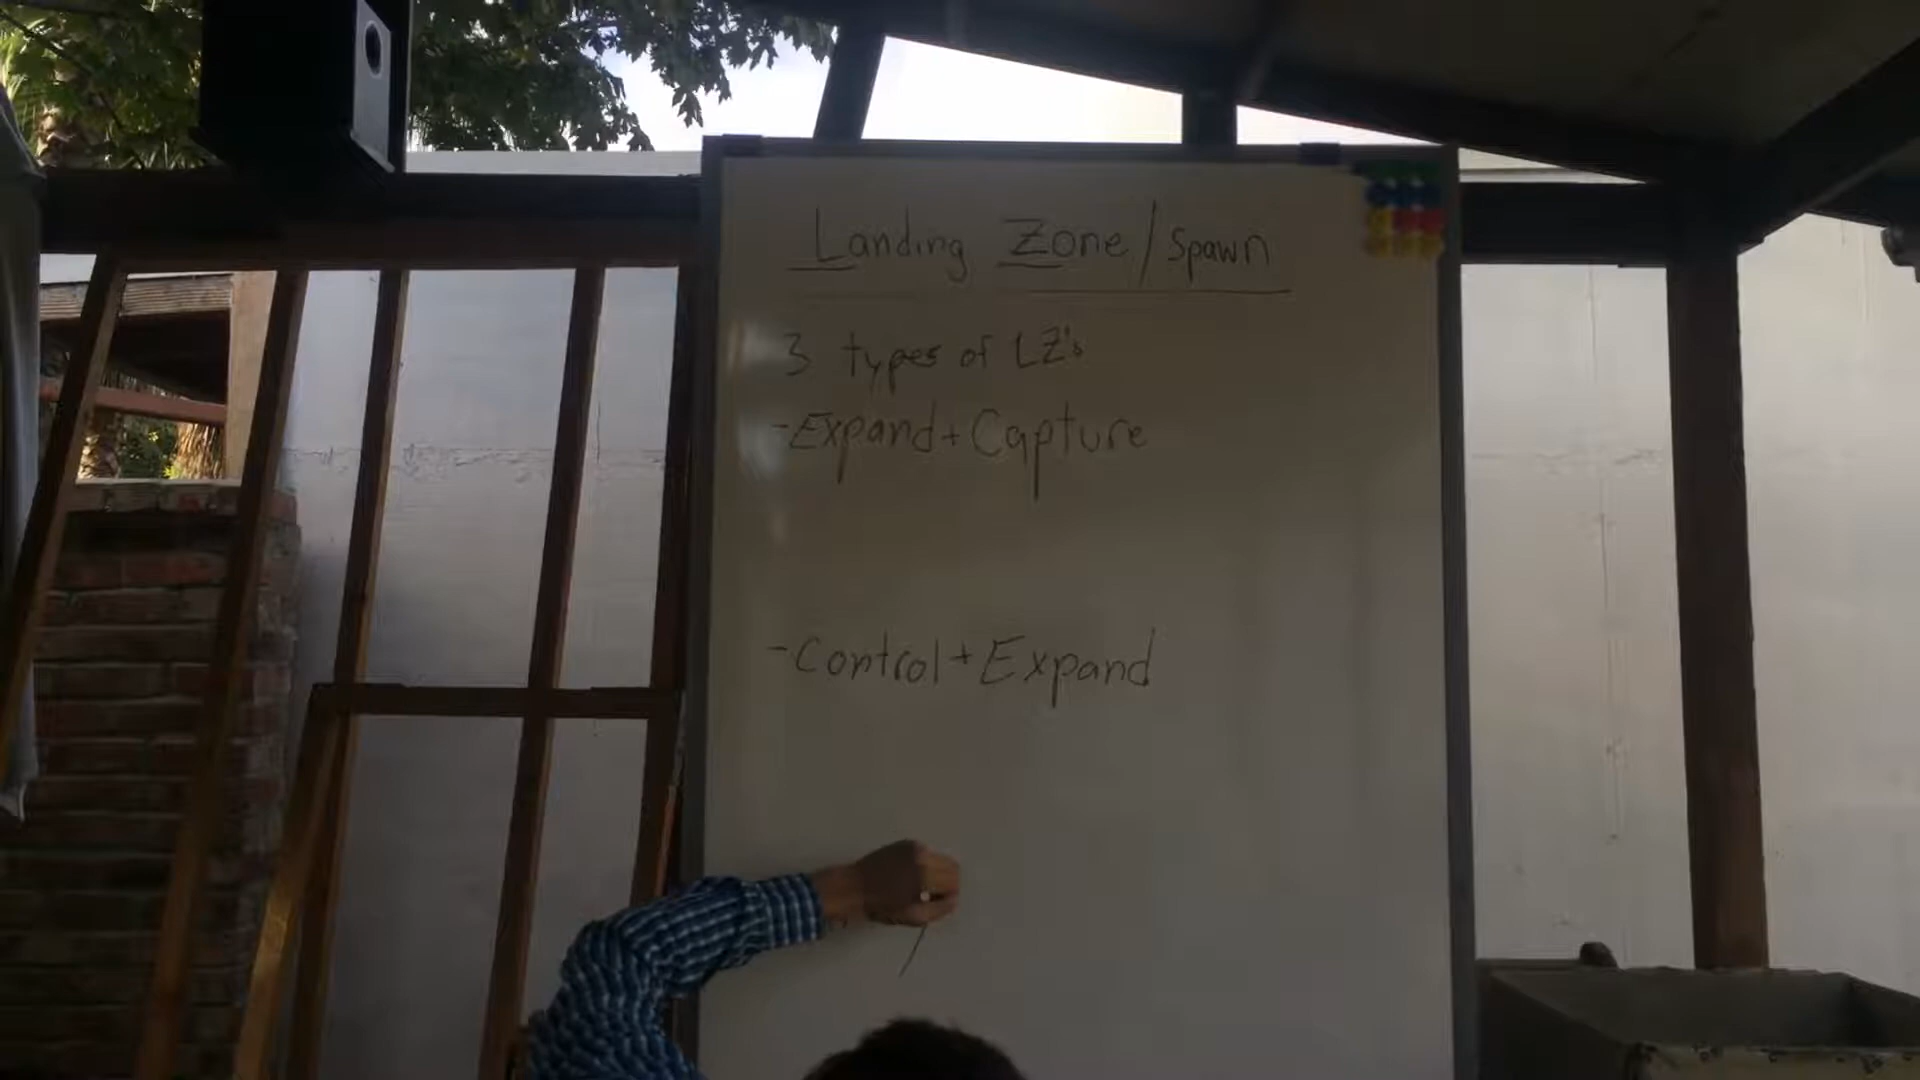 Landing Zone/Spawn
3 types of LZ's
-Expand+Capture
-Control+Expand